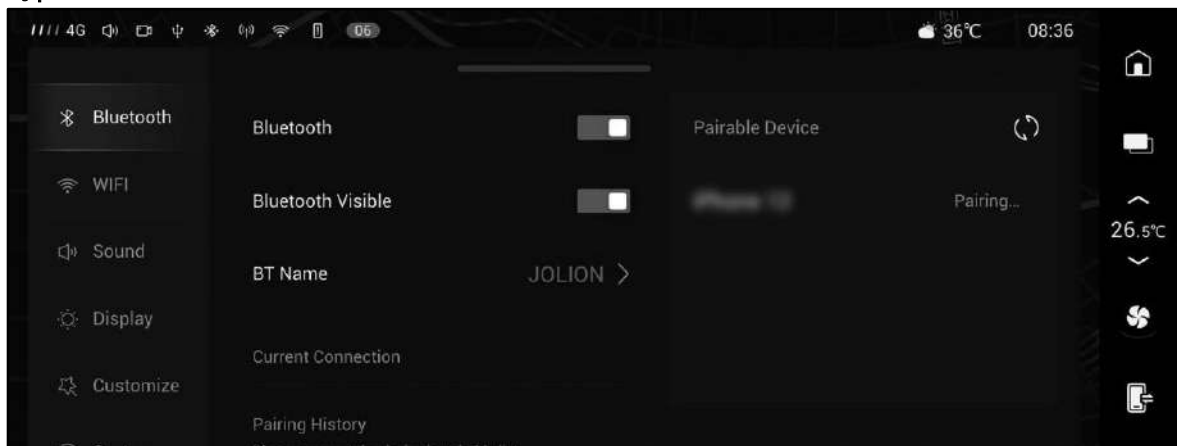 4G 06 36°C 08:36
Bluetooth
WIFI
Sound
Display
Customize
Bluetooth
Bluetooth Visible
BT Name JOLION >
Current Connection
Pairing History
Pairable Device
Pairing...
26.5°C